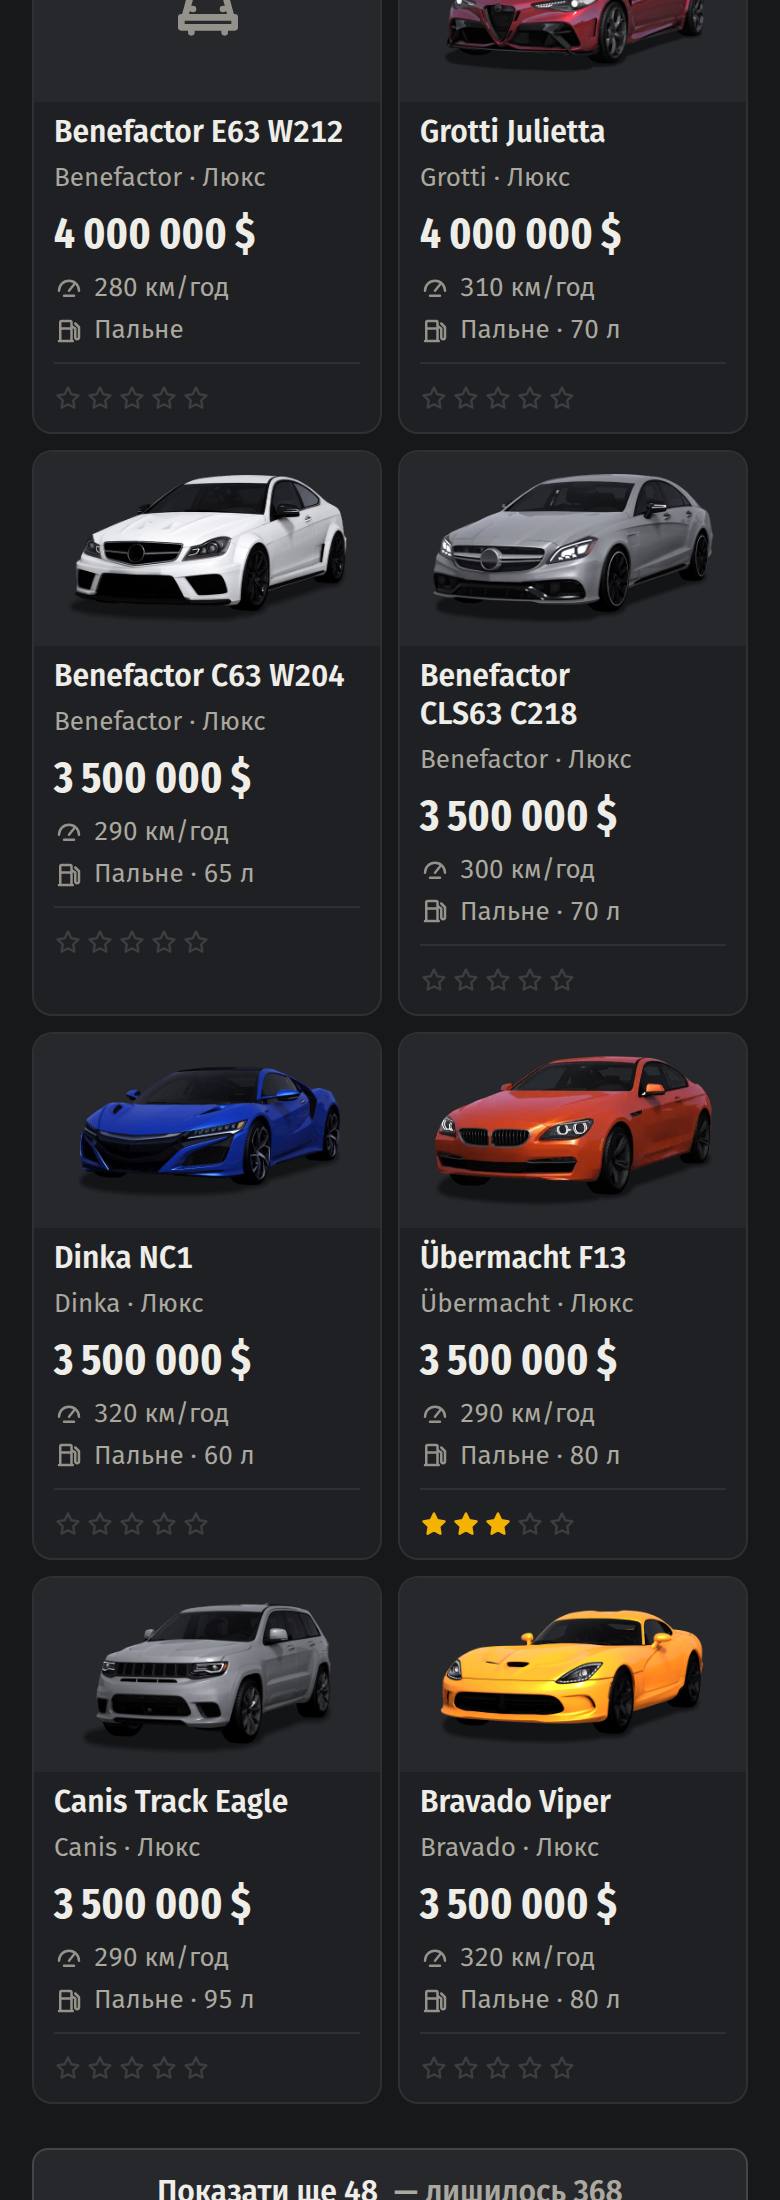 Benefactor E63 W212
Benefactor · Люкс
4 000 000 $
280 км/год
Пальне
Grotti Julietta
Grotti · Люкс
4 000 000 $
310 км/год
Пальне · 70 л
Benefactor C63 W204
Benefactor · Люкс
3 500 000 $
290 км/год
Пальне · 65 л
Benefactor
CLS63 C218
Benefactor · Люкс
3 500 000 $
300 км/год
Пальне · 70 л
Dinka NC1
Dinka · Люкс
3 500 000 $
320 км/год
Пальне · 60 л
Übermacht F13
Übermacht · Люкс
3 500 000 $
290 км/год
Пальне · 80 л
Canis Track Eagle
Canis · Люкс
3 500 000 $
290 км/год
Пальне · 95 л
Bravado Viper
Bravado · Люкс
3 500 000 $
320 км/год
Пальне · 80 л
Показати ще 48 — лишилось 368